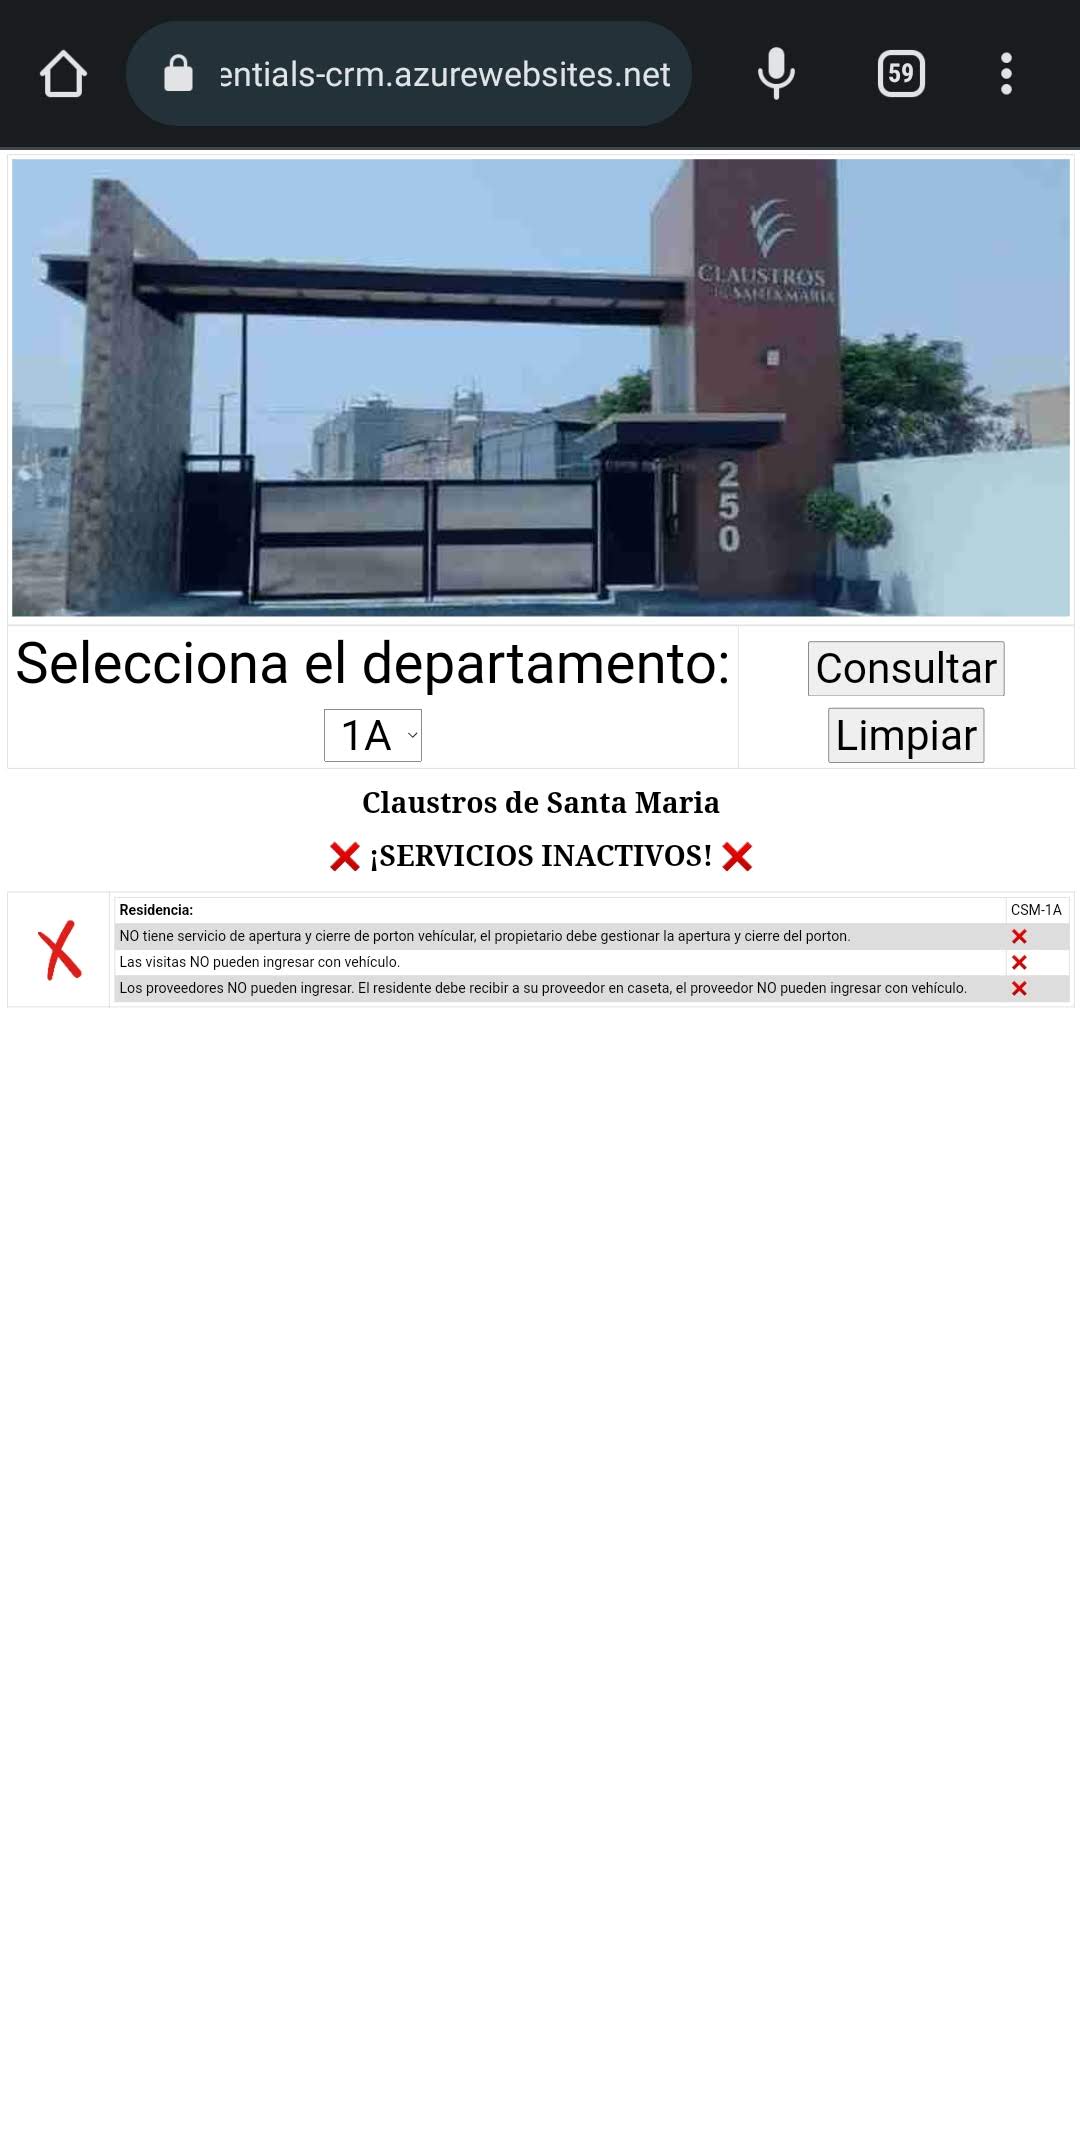 entials-crm.azurewebsites.net
59
CLAUSTROS
DE SANTA MARIA
250
Selecciona el departamento:
1A
Consultar
Limpiar
Claustros de Santa Maria
❌ ¡SERVICIOS INACTIVOS! ❌
Residencia: CSM-1A
NO tiene servicio de apertura y cierre de porton vehícular, el propietario debe gestionar la apertura y cierre del porton. ❌
Las visitas NO pueden ingresar con vehículo. ❌
Los proveedores NO pueden ingresar. El residente debe recibir a su proveedor en caseta, el proveedor NO pueden ingresar con vehículo. ❌